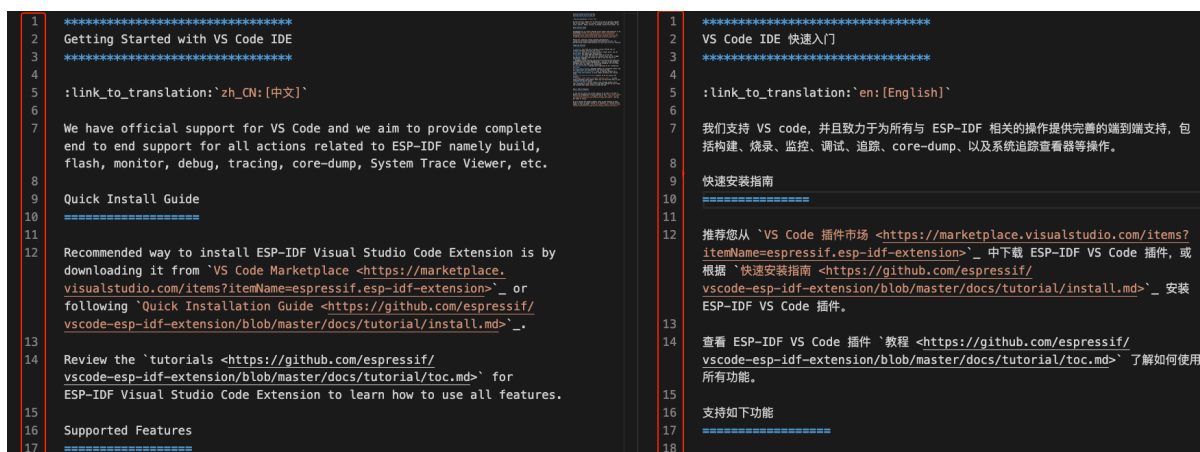 1 ********************************
2 Getting Started with VS Code IDE
3 ********************************
4
5 :link_to_translation:`zh_CN:[中文]`
6
7 We have official support for VS Code and we aim to provide complete
end to end support for all actions related to ESP-IDF namely build,
flash, monitor, debug, tracing, core-dump, System Trace Viewer, etc.
8
9 Quick Install Guide
10 ===================
11
12 Recommended way to install ESP-IDF Visual Studio Code Extension is by
downloading it from `VS Code Marketplace <https://marketplace.
visualstudio.com/items?itemName=espressif.esp-idf-extension>`_ or
following `Quick Installation Guide <https://github.com/espressif/
vscode-esp-idf-extension/blob/master/docs/tutorial/install.md>`_.
13
14 Review the `tutorials <https://github.com/espressif/
vscode-esp-idf-extension/blob/master/docs/tutorial/toc.md>` for
ESP-IDF Visual Studio Code Extension to learn how to use all features.
15
16 Supported Features
17 ==================
1 ********************************
2 VS Code IDE 快速入门
3 ********************************
4
5 :link_to_translation:`en:[English]`
6
7 我们支持 VS code，并且致力于为所有与 ESP-IDF 相关的操作提供完善的端到端支持，包
括构建、烧录、监控、调试、追踪、core-dump、以及系统追踪查看器等操作。
8
9 快速安装指南
10 ===============
11
12 推荐您从 `VS Code 插件市场 <https://marketplace.visualstudio.com/items?
itemName=espressif.esp-idf-extension>`_ 中下载 ESP-IDF VS Code 插件，或
根据 `快速安装指南 <https://github.com/espressif/
vscode-esp-idf-extension/blob/master/docs/tutorial/install.md>`_ 安装
ESP-IDF VS Code 插件。
13
14 查看 ESP-IDF VS Code 插件 `教程 <https://github.com/espressif/
vscode-esp-idf-extension/blob/master/docs/tutorial/toc.md>` 了解如何使用
所有功能。
15
16 支持如下功能
17 ==================
18